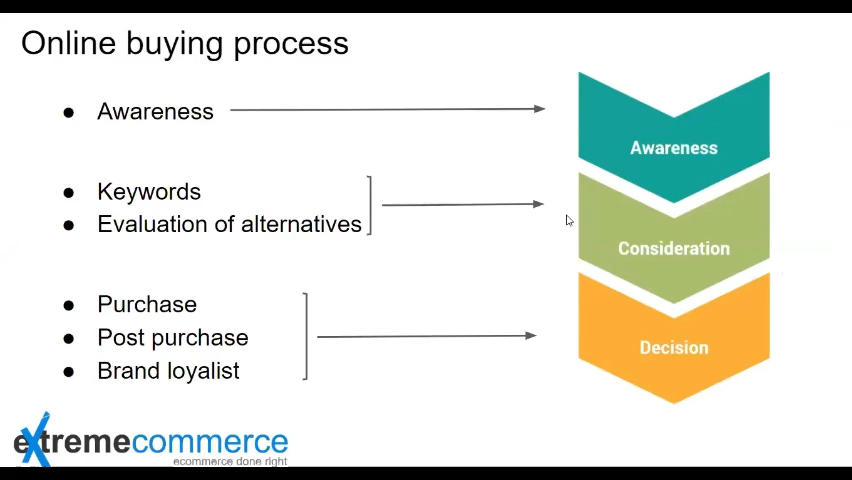 Online buying process
Awareness
Keywords
Evaluation of alternatives
Purchase
Post purchase
Brand loyalist
Awareness
Consideration
Decision
extremecommerce
ecommerce done right